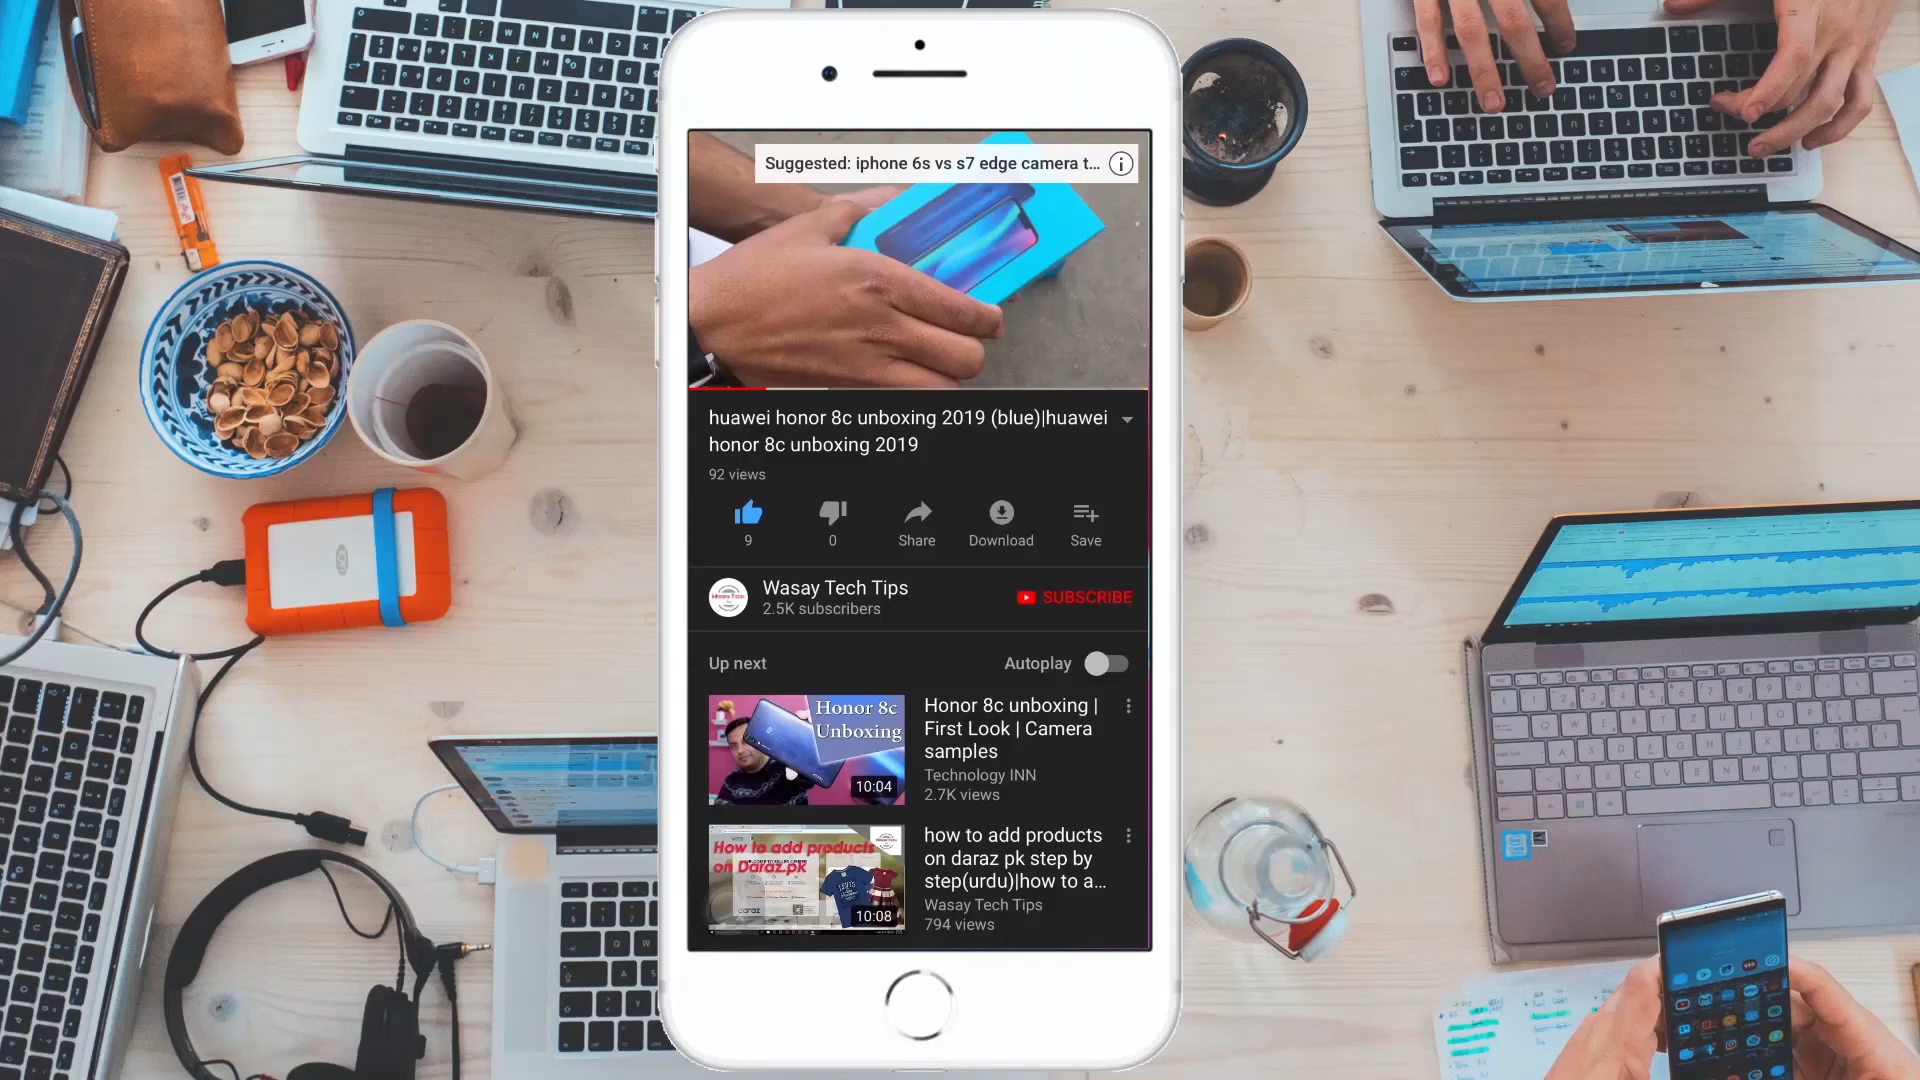 Suggested: iphone 6s vs s7 edge camera t...
huawei honor 8c unboxing 2019 (blue)|huawei
honor 8c unboxing 2019
92 views
9
0
Share
Download
Save
Wasay Tech Tips
2.5K subscribers
SUBSCRIBE
Up next
Autoplay
Honor 8c
Unboxing
10:04
Honor 8c unboxing |
First Look | Camera
samples
Technology INN
2.7K views
How to add products
on Daraz.pk
10:08
how to add products
on daraz pk step by
step(urdu)|how to a...
Wasay Tech Tips
794 views